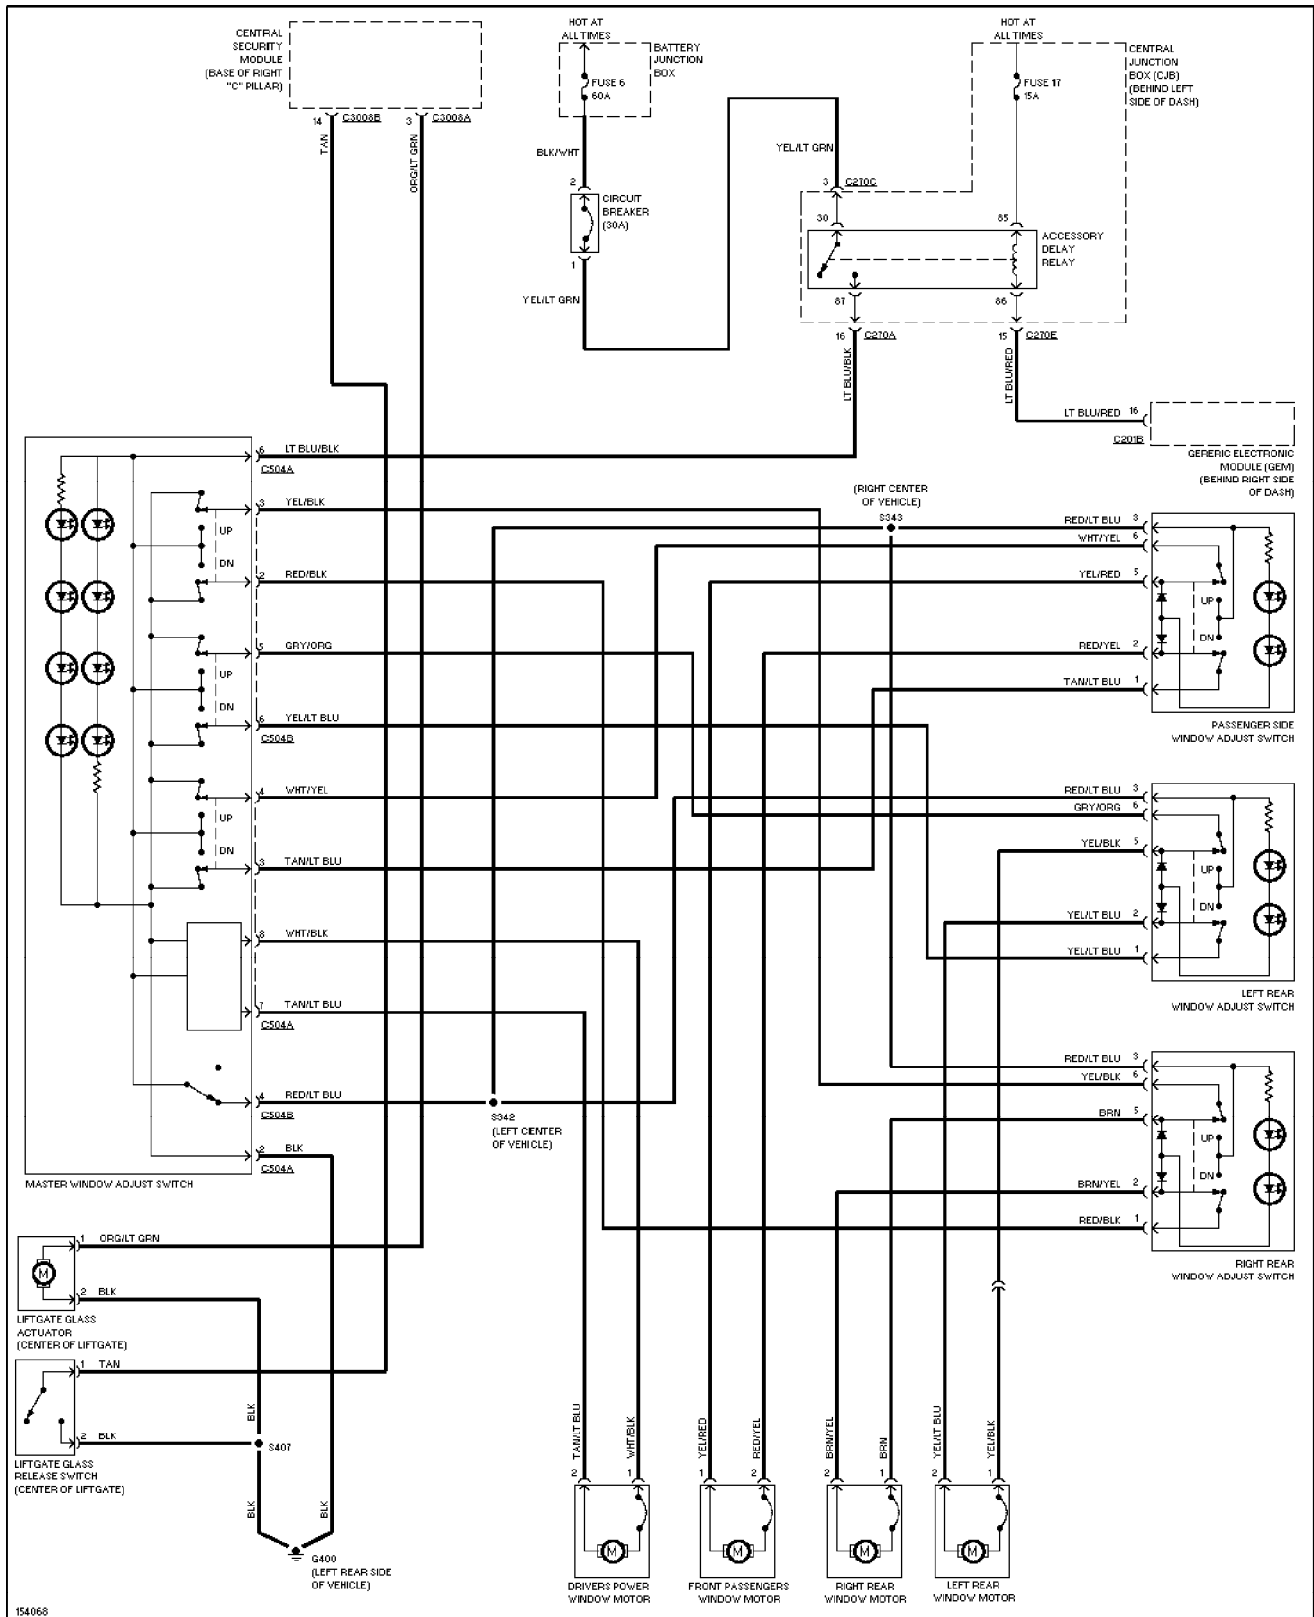 HOT AT
ALL TIMES
HOT AT
ALL TIMES
CENTRAL
SECURITY
MODULE
(BASE OF RIGHT
"C" PILLAR)
BATTERY
JUNCTION
BOX
FUSE 6
60A
FUSE 17
15A
CENTRAL
JUNCTION
BOX (CJB)
(BEHIND LEFT
SIDE OF DASH)
14 C3008B
3 C3008A
TAN
ORG/LT GRN
BLK/WHT
YEL/LT GRN
2
CIRCUIT
BREAKER
(30A)
1
YEL/LT GRN
3 C270C
30
85
ACCESSORY
DELAY
RELAY
87
86
16 C270A
15 C270E
LT BLU/BLK
LT BLU/RED
LT BLU/RED 16
C201B
GERERIC ELECTRONIC
MODULE (GEM)
(BEHIND RIGHT SIDE
OF DASH)
6 LT BLU/BLK
C504A
3 YEL/BLK
UP
DN
2 RED/BLK
5 GRY/ORG
UP
DN
6 YEL/LT BLU
C504B
4 WHT/YEL
UP
DN
3 TAN/LT BLU
8 WHT/BLK
7 TAN/LT BLU
C504A
4 RED/LT BLU
C504B
2 BLK
C504A
MASTER WINDOW ADJUST SWITCH
(RIGHT CENTER
OF VEHICLE)
S343
S342
(LEFT CENTER
OF VEHICLE)
RED/LT BLU 3
WHT/YEL 6
YEL/RED 5
UP
DN
RED/YEL 2
TAN/LT BLU 1
PASSENGER SIDE
WINDOW ADJUST SWITCH
RED/LT BLU 3
GRY/ORG 6
YEL/BLK 5
UP
DN
YEL/LT BLU 2
YEL/LT BLU 1
LEFT REAR
WINDOW ADJUST SWITCH
RED/LT BLU 3
YEL/BLK 6
BRN 5
UP
DN
BRN/YEL 2
RED/BLK 1
RIGHT REAR
WINDOW ADJUST SWITCH
1 ORG/LT GRN
M
2 BLK
LIFTGATE GLASS
ACTUATOR
(CENTER OF LIFTGATE)
1 TAN
2 BLK
LIFTGATE GLASS
RELEASE SWITCH
(CENTER OF LIFTGATE)
BLK
S407
BLK
BLK
G400
(LEFT REAR SIDE
OF VEHICLE)
TAN/LT BLU
WHT/BLK
YEL/RED
RED/YEL
BRN/YEL
BRN
YEL/LT BLU
YEL/BLK
2 1 1 2 2 1 2 1
M M M M
DRIVERS POWER
WINDOW MOTOR
FRONT PASSENGERS
WINDOW MOTOR
RIGHT REAR
WINDOW MOTOR
LEFT REAR
WINDOW MOTOR
154068